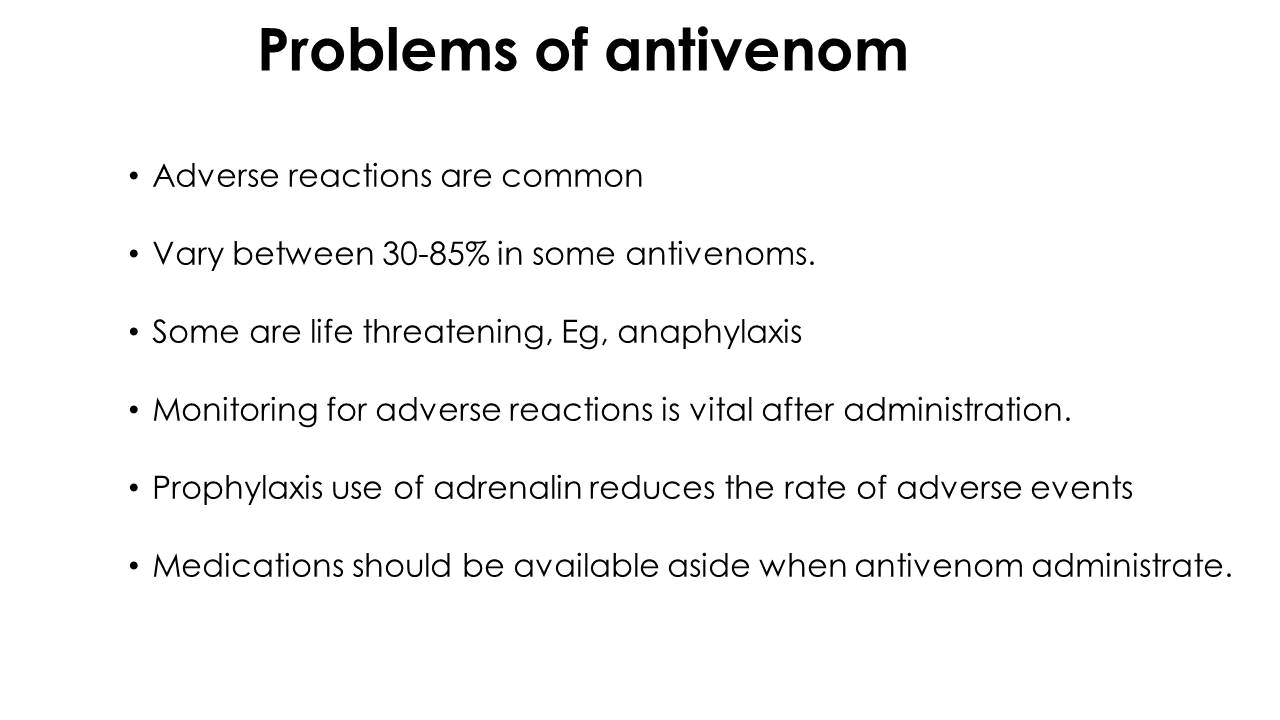 Problems of antivenom
• Adverse reactions are common
• Vary between 30-85% in some antivenoms.
• Some are life threatening, Eg, anaphylaxis
• Monitoring for adverse reactions is vital after administration.
• Prophylaxis use of adrenalin reduces the rate of adverse events
• Medications should be available aside when antivenom administrate.